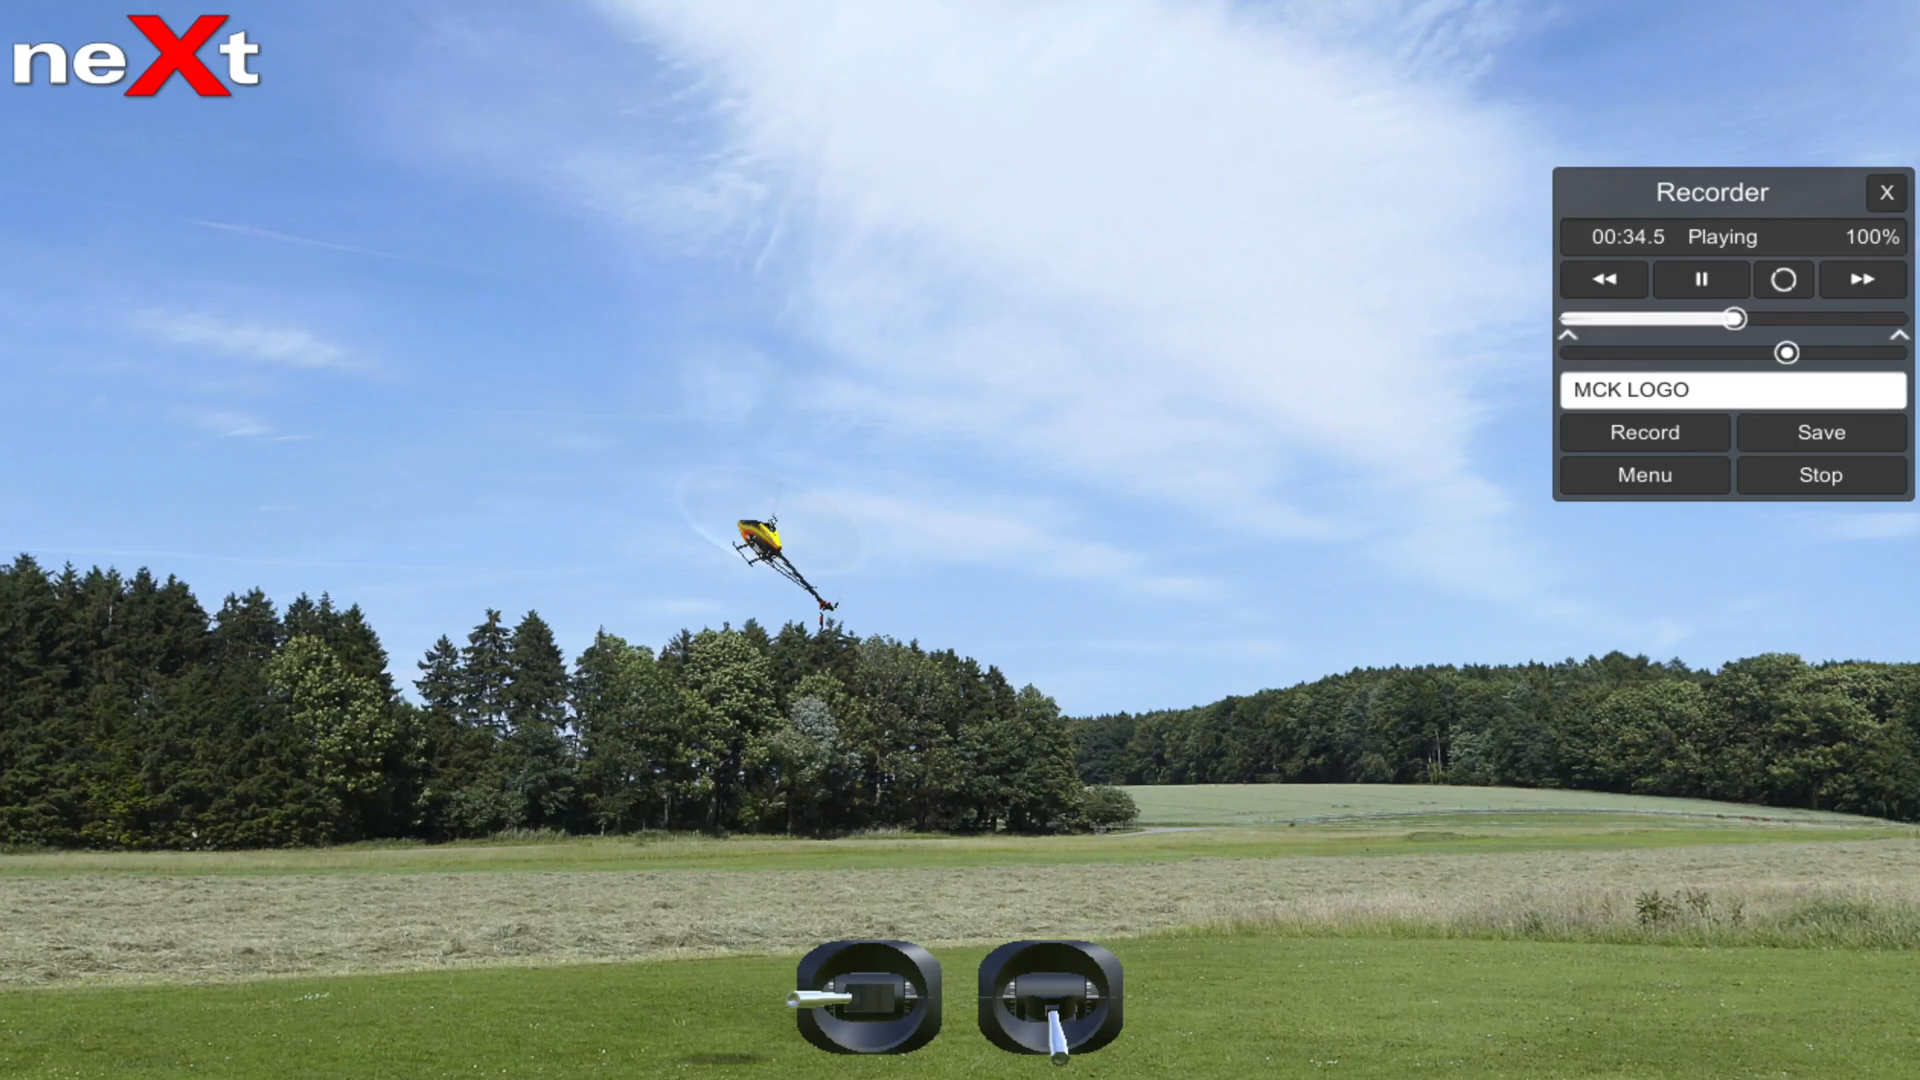 neXt
Recorder X
00:34.5 Playing 100%
MCK LOGO
Record Save
Menu Stop